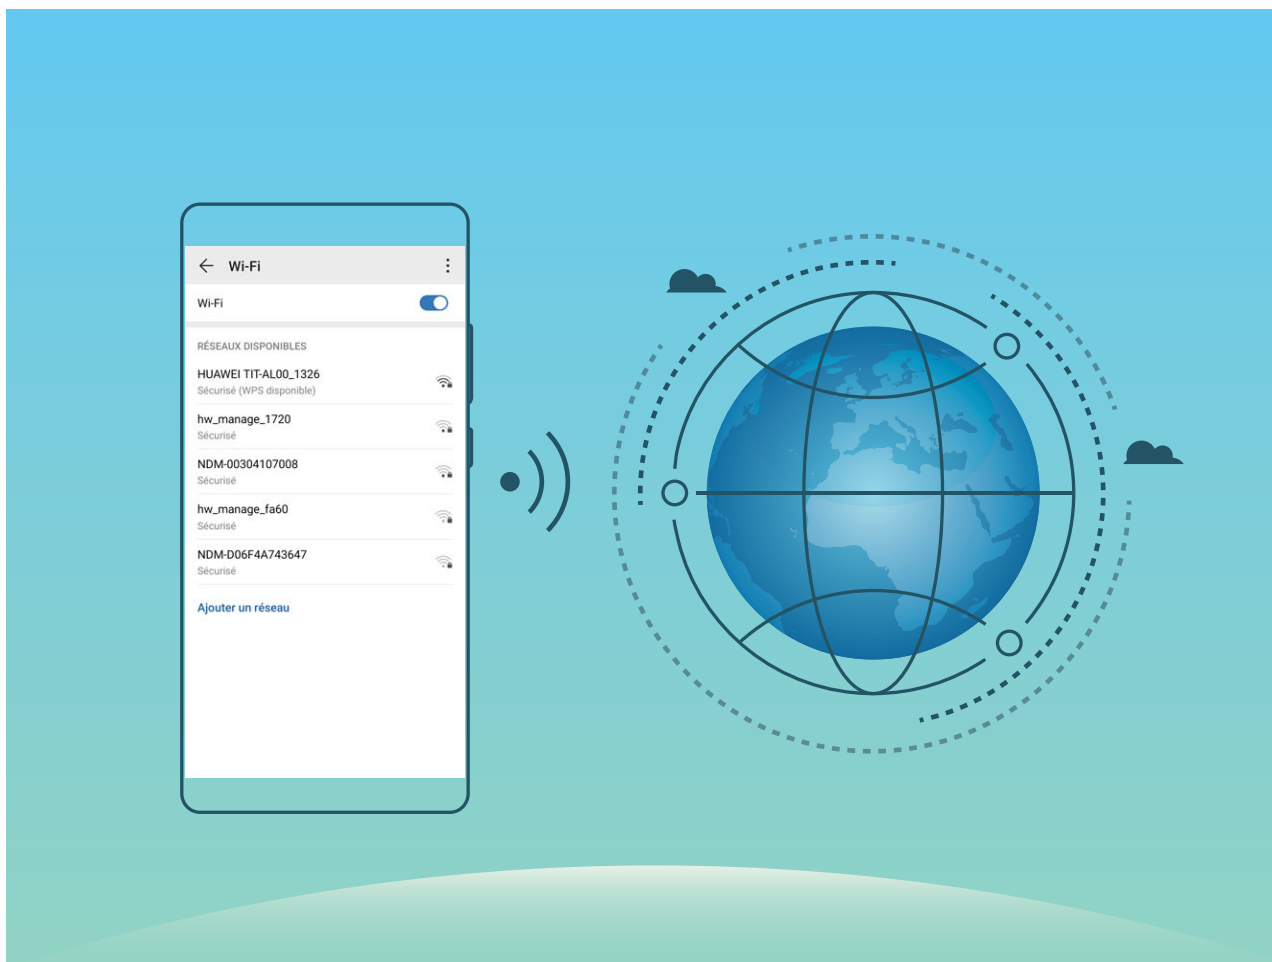 Wi-Fi
Wi-Fi
RÉSEAUX DISPONIBLES
HUAWEI TIT-AL00_1326
Sécurisé (WPS disponible)
hw_manage_1720
Sécurisé
NDM-00304107008
Sécurisé
hw_manage_fa60
Sécurisé
NDM-D06F4A743647
Sécurisé
Ajouter un réseau